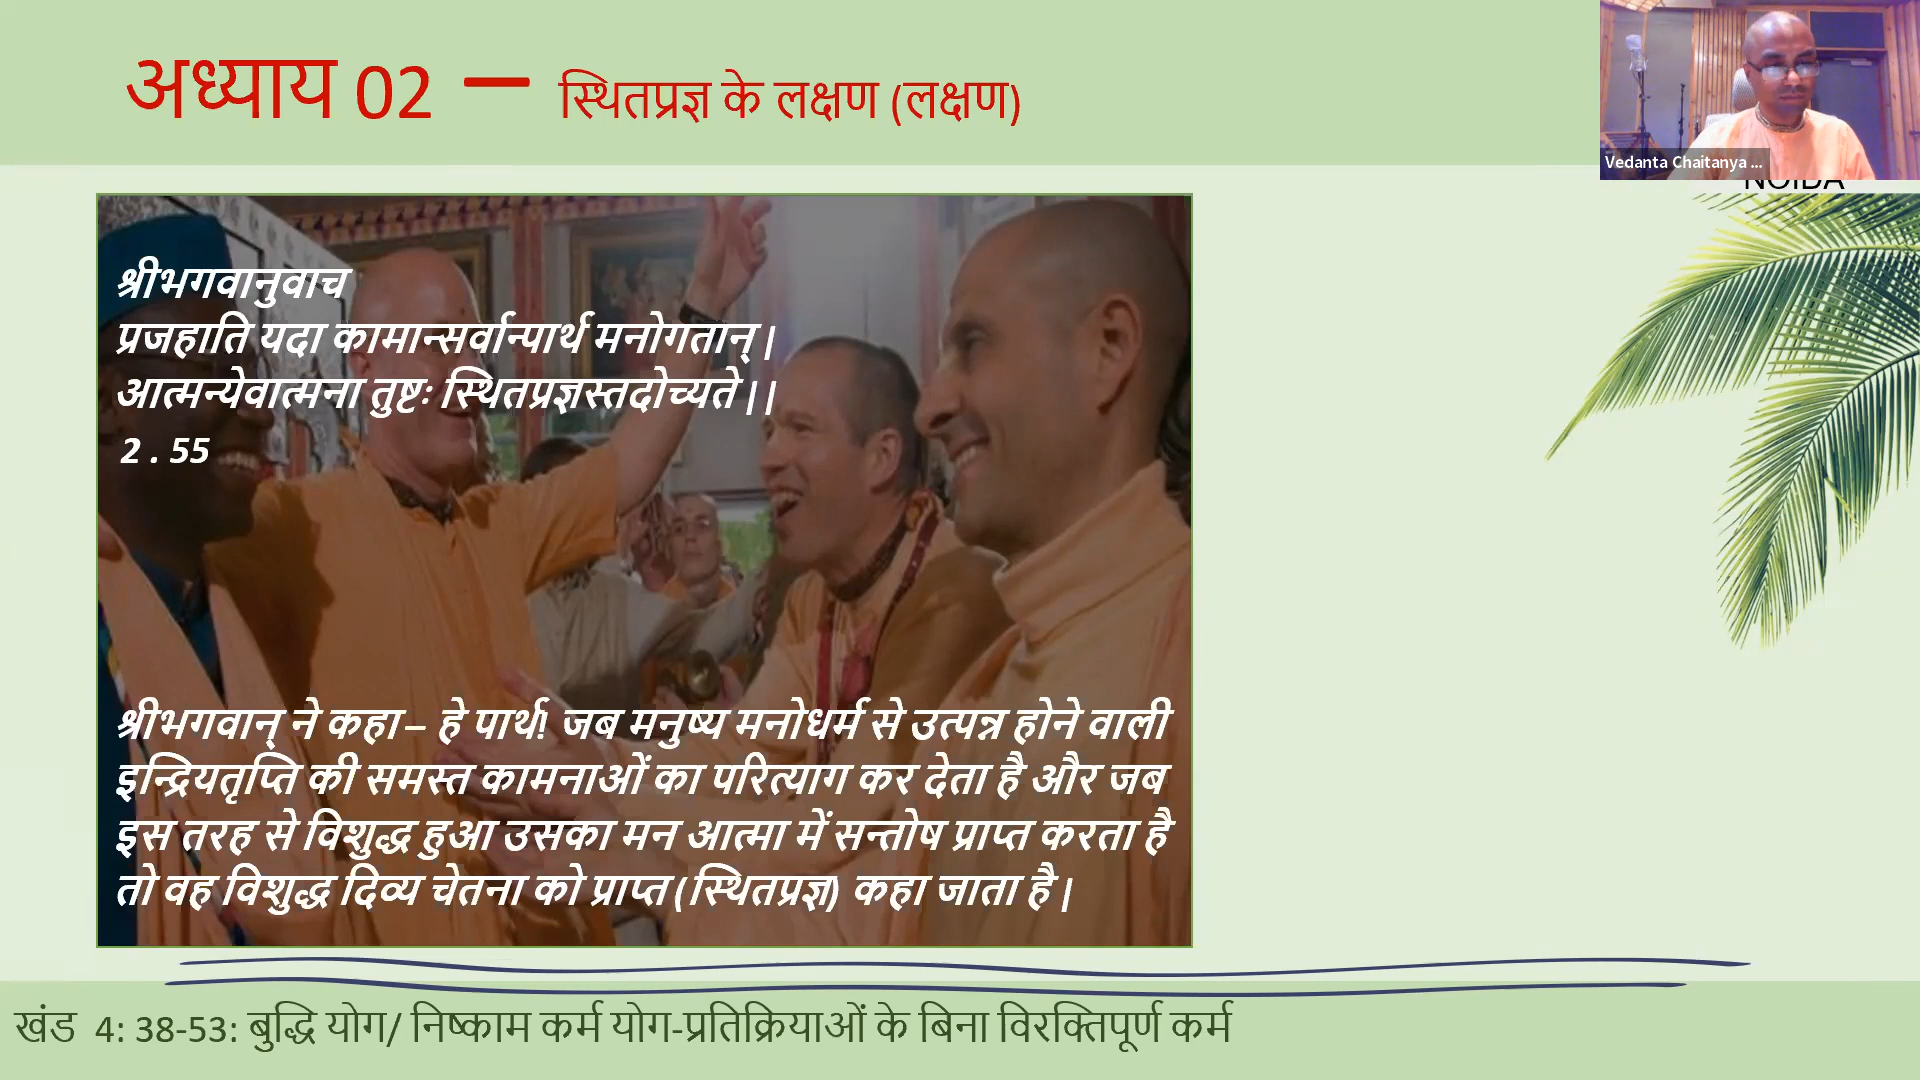 अध्याय 02 – स्थितप्रज्ञ के लक्षण (लक्षण)
Vedanta Chaitanya ...
NOIDA
श्रीभगवानुवाच
प्रजहाति यदा कामान्सर्वान्पार्थ मनोगतान् |
आत्मन्येवात्मना तुष्टः स्थितप्रज्ञस्तदोच्यते ||
2 . 55
श्रीभगवान् ने कहा – हे पार्थ! जब मनुष्य मनोधर्म से उत्पन्न होने वाली
इन्द्रियतृप्ति की समस्त कामनाओं का परित्याग कर देता है और जब
इस तरह से विशुद्ध हुआ उसका मन आत्मा में सन्तोष प्राप्त करता है
तो वह विशुद्ध दिव्य चेतना को प्राप्त (स्थितप्रज्ञ) कहा जाता है |
खंड 4: 38-53: बुद्धि योग/ निष्काम कर्म योग-प्रतिक्रियाओं के बिना विरक्तिपूर्ण कर्म